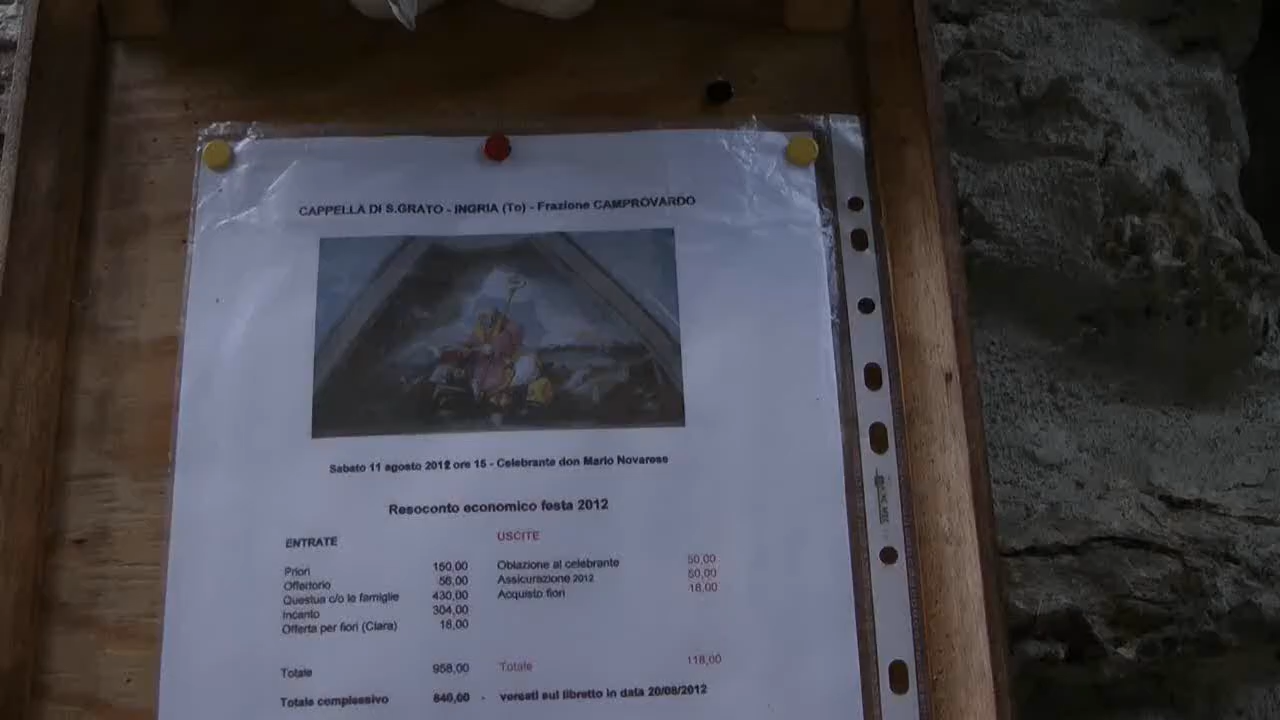 CAPPELLA DI S.GRATO - INGRIA (To) - Frazione CAMPROVARDO
Sabato 11 agosto 2012 ore 15 - Celebrante don Mario Novarese
Resoconto economico festa 2012
ENTRATE USCITE
Priori 150,00 Oblazione al celebrante 50,00
Offertorio 56,00 Assicurazione 2012 50,00
Questua c/o le famiglie 430,00 Acquisto fiori 18,00
Incanto 304,00
Offerta per fiori (Clara) 18,00
Totale 958,00 Totale 118,00
Totale complessivo 840,00 - versati sul libretto in data 20/08/2012